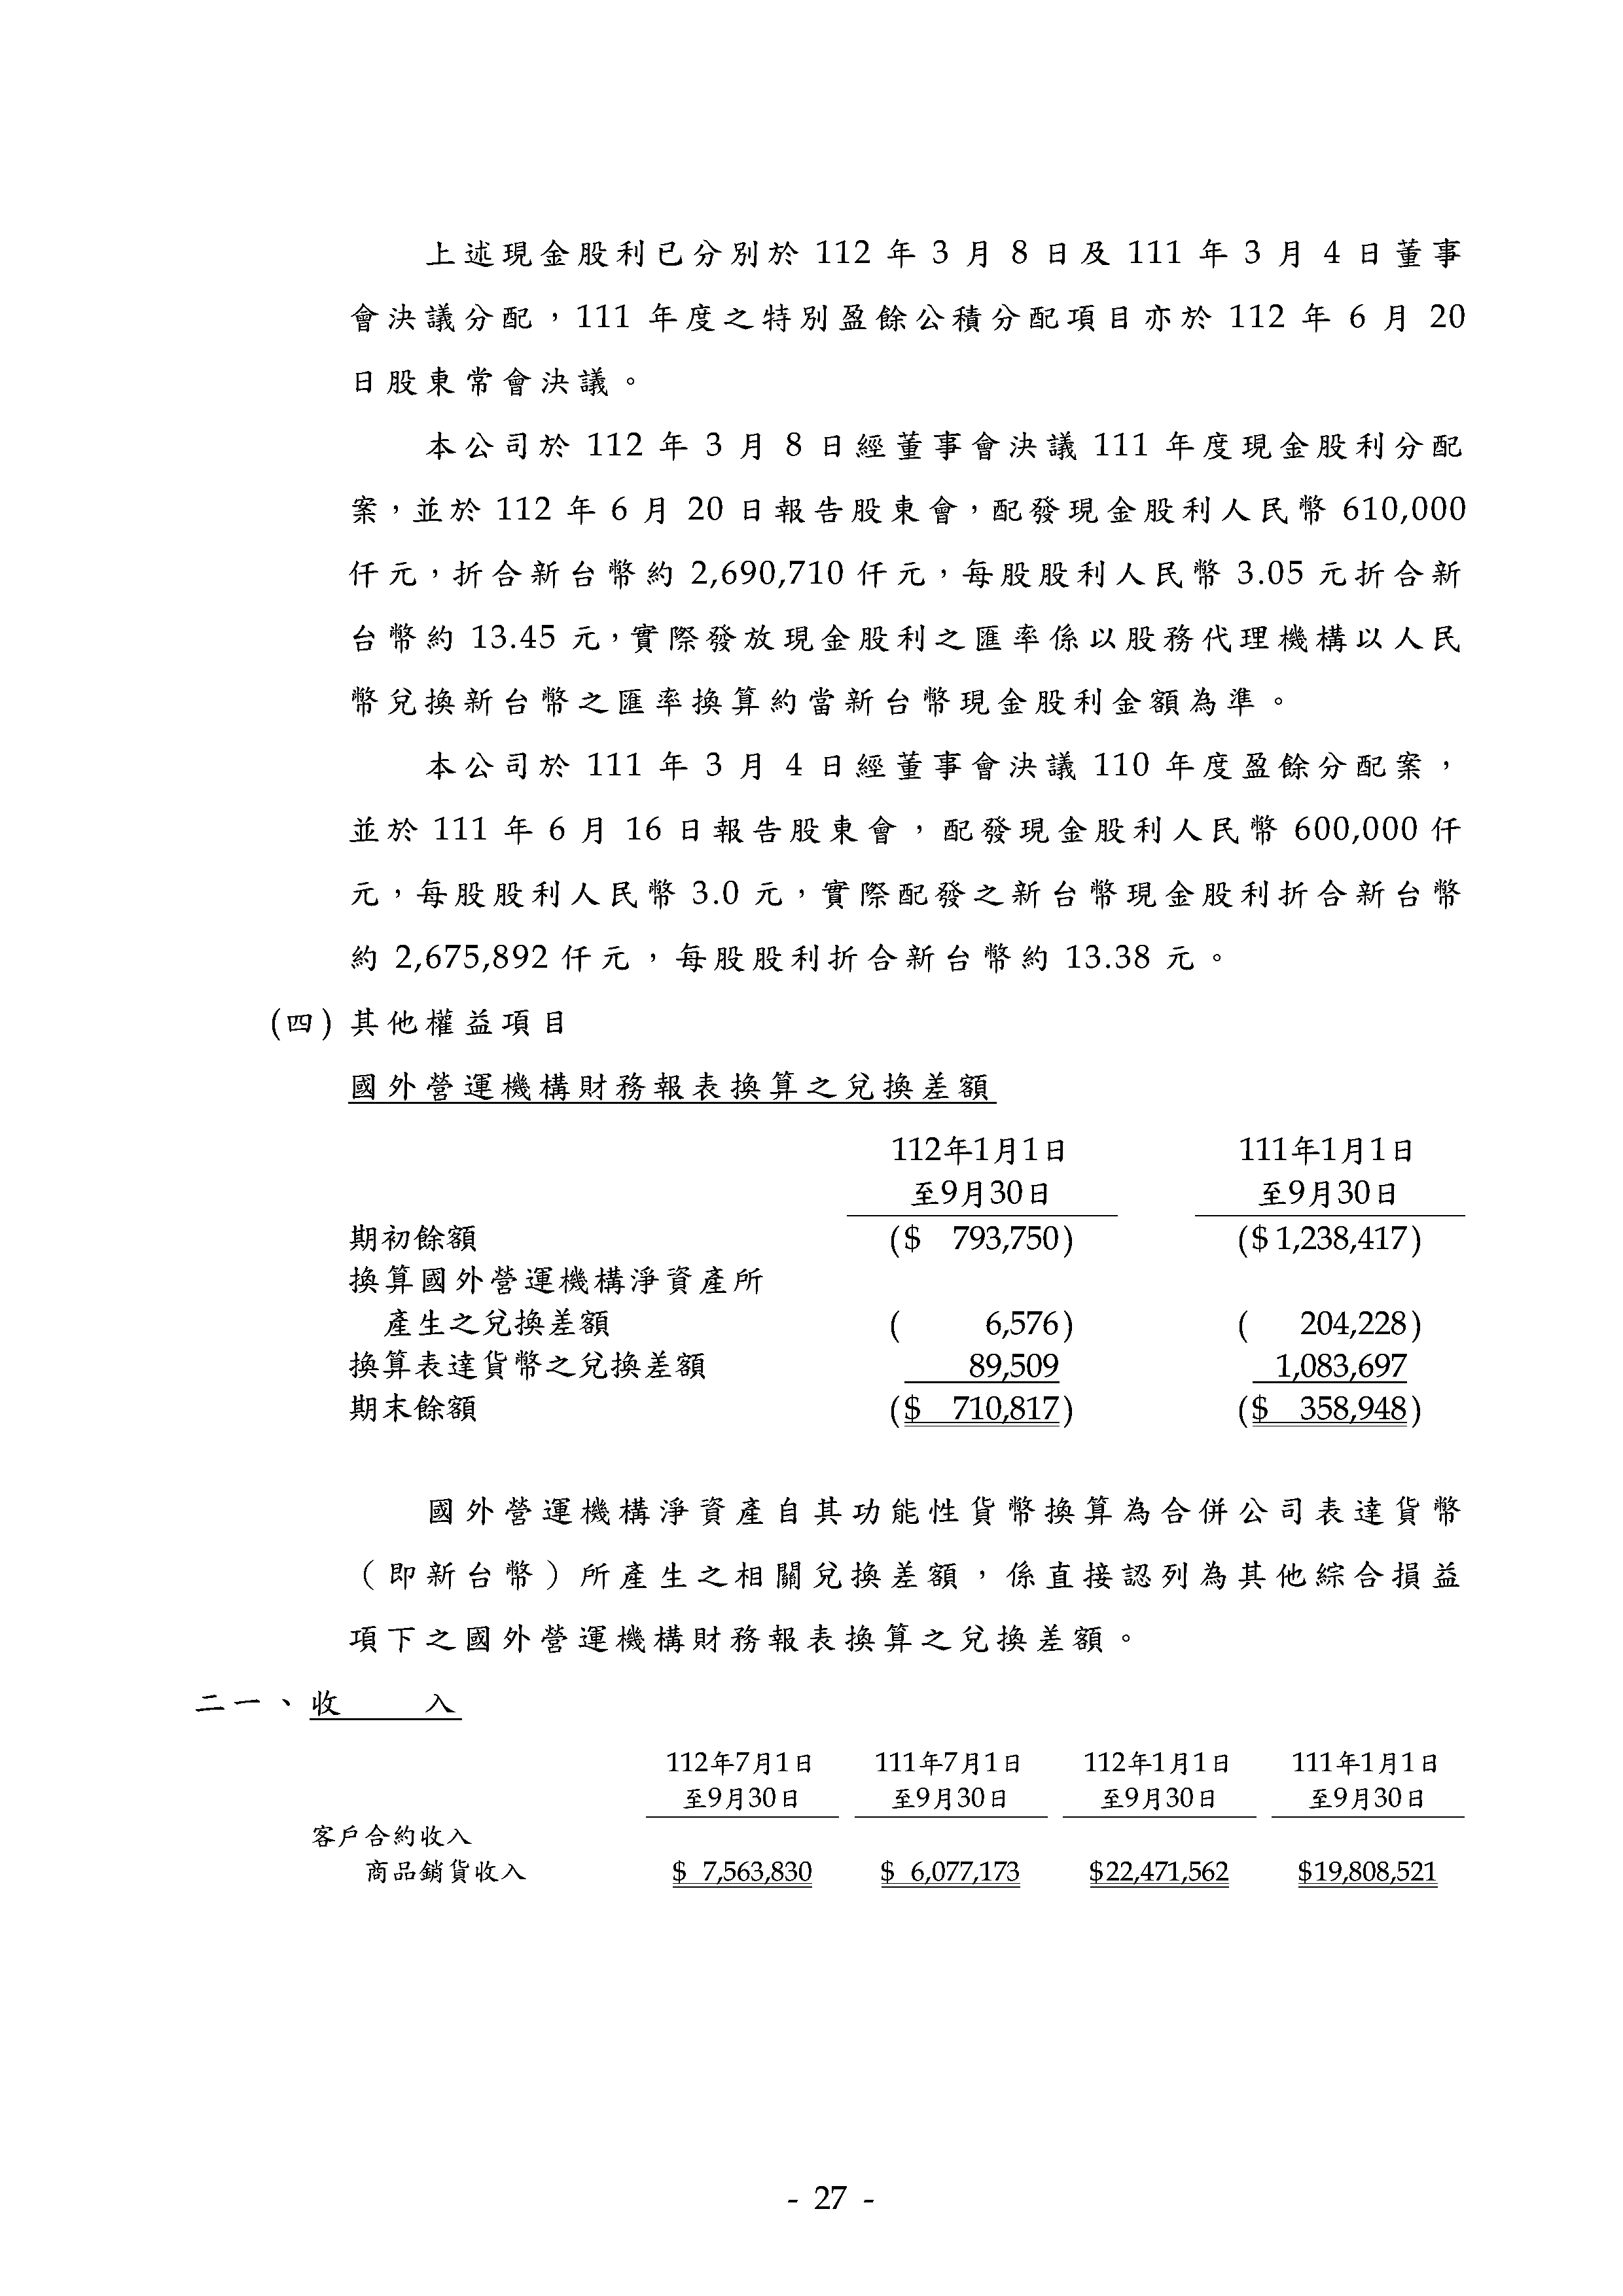 上述現金股利已分別於 112 年 3 月 8 日及 111 年 3 月 4 日董事
會決議分配，111 年度之特別盈餘公積分配項目亦於 112 年 6 月 20
日股東常會決議。
本公司於 112 年 3 月 8 日經董事會決議 111 年度現金股利分配
案，並於 112 年 6 月 20 日報告股東會，配發現金股利人民幣 610,000
仟元，折合新台幣約 2,690,710 仟元，每股股利人民幣 3.05 元折合新
台幣約 13.45 元，實際發放現金股利之匯率係以股務代理機構以人民
幣兌換新台幣之匯率換算約當新台幣現金股利金額為準。
本公司於 111 年 3 月 4 日經董事會決議 110 年度盈餘分配案，
並於 111 年 6 月 16 日報告股東會，配發現金股利人民幣 600,000 仟
元，每股股利人民幣 3.0 元，實際配發之新台幣現金股利折合新台幣
約 2,675,892 仟元，每股股利折合新台幣約 13.38 元。
(四) 其他權益項目
國外營運機構財務報表換算之兌換差額
112年1月1日 111年1月1日
至9月30日 至9月30日
期初餘額 ($ 793,750) ($ 1,238,417)
換算國外營運機構淨資產所
產生之兌換差額 ( 6,576) ( 204,228)
換算表達貨幣之兌換差額 89,509 1,083,697
期末餘額 ($ 710,817) ($ 358,948)
國外營運機構淨資產自其功能性貨幣換算為合併公司表達貨幣
（即新台幣）所產生之相關兌換差額，係直接認列為其他綜合損益
項下之國外營運機構財務報表換算之兌換差額。
二一、收 入
112年7月1日 111年7月1日 112年1月1日 111年1月1日
至9月30日 至9月30日 至9月30日 至9月30日
客戶合約收入
商品銷貨收入 $ 7,563,830 $ 6,077,173 $22,471,562 $19,808,521
- 27 -